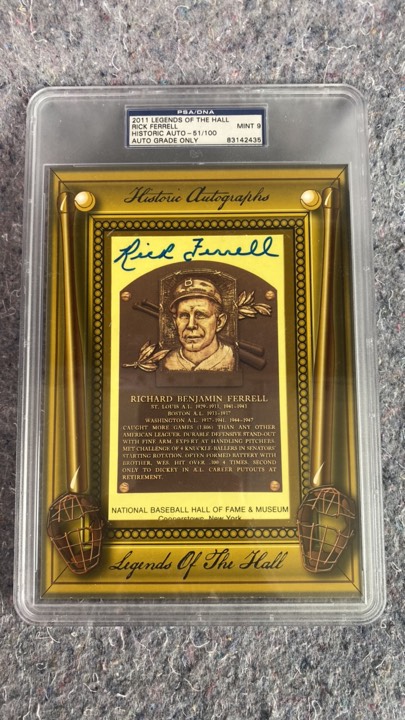 PSA/DNA
2011 LEGENDS OF THE HALL
RICK FERRELL MINT 9
HISTORIC AUTO - 51/100
AUTO GRADE ONLY 83142435
Historic Autographs
Rick Ferrell
RICHARD BENJAMIN FERRELL
ST. LOUIS A.L. 1929-1933, 1941-1943
BOSTON A.L. 1933-1937
WASHINGTON A.L. 1937-1941, 1944-1947
CAUGHT MORE GAMES (1,806) THAN ANY OTHER
AMERICAN LEAGUER. DURABLE DEFENSIVE STAND-OUT
WITH FINE ARM. EXPERT AT HANDLING PITCHERS.
MET CHALLENGE OF 4 KNUCKLE BALLERS IN SENATORS'
STARTING ROTATION. OFTEN FORMED BATTERY WITH
BROTHER, WES. HIT OVER .300 4 TIMES. SECOND
ONLY TO DICKEY IN A.L. CAREER PUTOUTS AT
RETIREMENT.
NATIONAL BASEBALL HALL OF FAME & MUSEUM
Cooperstown, New York
Legends Of The Hall